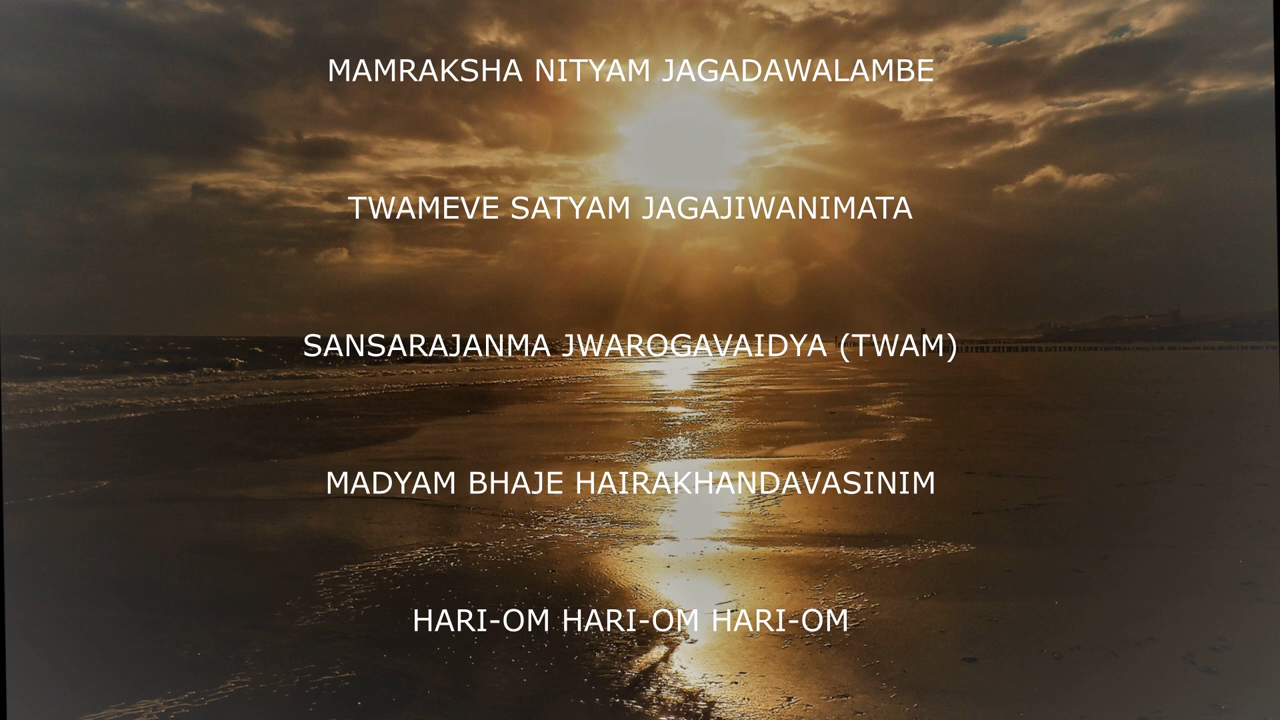 MAMRAKSHA NITYAM JAGADAWALAMBE
TWAMEVE SATYAM JAGAJIWANIMATA
SANSARAJANMA JWAROGAVAIDYA (TWAM)
MADYAM BHAJE HAIRAKHANDAVASINIM
HARI-OM HARI-OM HARI-OM